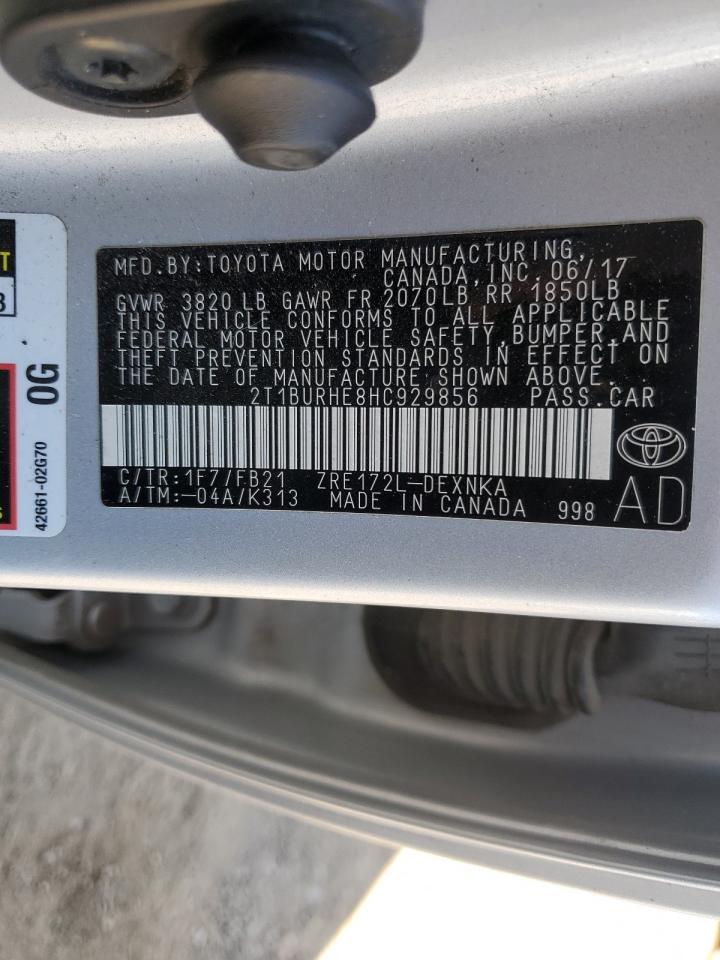 MFD.BY:TOYOTA MOTOR MANUFACTURING,
CANADA,INC. 06/17
GVWR 3820 LB GAWR FR 2070LB,RR 1850LB
THIS VEHICLE CONFORMS TO ALL APPLICABLE
FEDERAL MOTOR VEHICLE SAFETY,BUMPER,AND
THEFT PREVENTION STANDARDS IN EFFECT ON
THE DATE OF MANUFACTURE SHOWN ABOVE.
2T1BURHE8HC929856 PASS.CAR
C/TR:1F7/FB21 ZRE172L-DEXNKA
A/TM:-04A/K313 MADE IN CANADA 998
AD
0G
42661-02G70